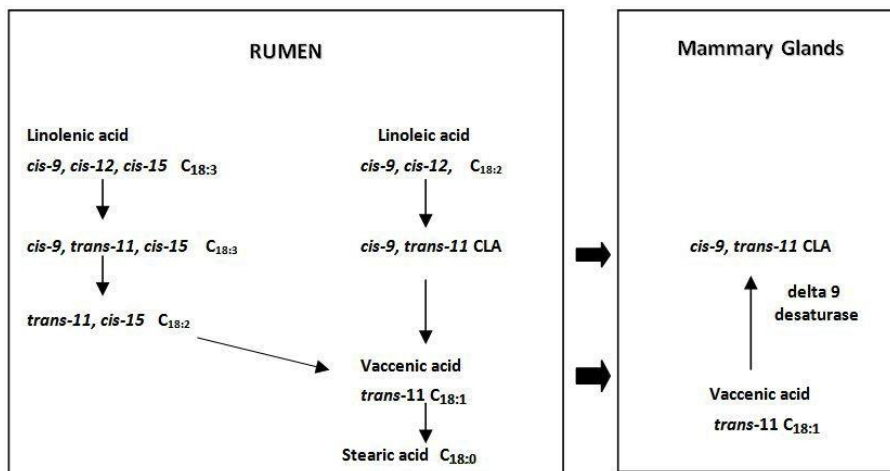 RUMEN
Linolenic acid
cis-9, cis-12, cis-15 C18:3
cis-9, trans-11, cis-15 C18:3
trans-11, cis-15 C18:2
Linoleic acid
cis-9, cis-12, C18:2
cis-9, trans-11 CLA
Vaccenic acid
trans-11 C18:1
Stearic acid C18:0
Mammary Glands
cis-9, trans-11 CLA
delta 9
desaturase
Vaccenic acid
trans-11 C18:1